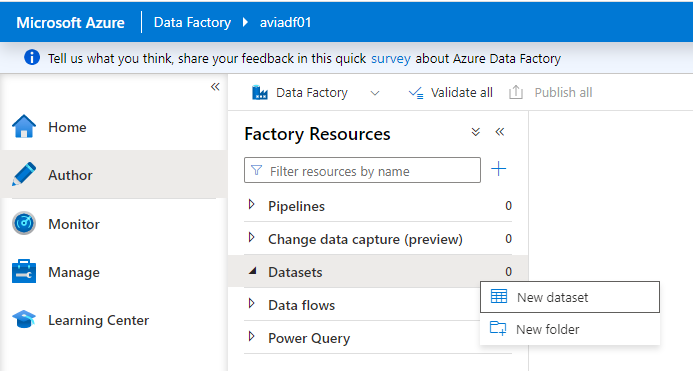 Microsoft Azure Data Factory aviadf01
Tell us what you think, share your feedback in this quick survey about Azure Data Factory
Home
Author
Monitor
Manage
Learning Center
Data Factory Validate all Publish all
Factory Resources
Filter resources by name
Pipelines 0
Change data capture (preview) 0
Datasets 0
Data flows
Power Query
New dataset
New folder